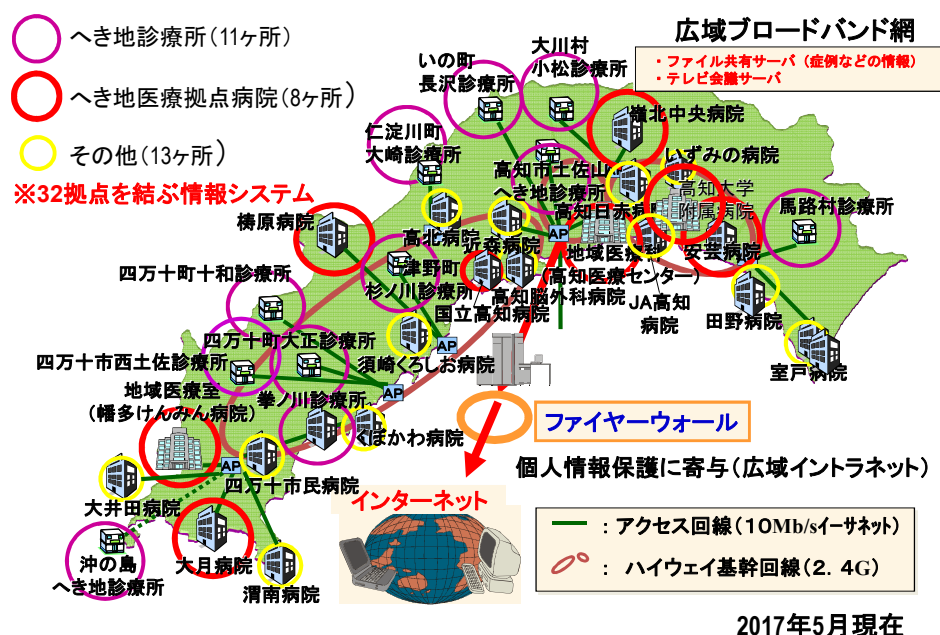 へき地診療所(11ヶ所)
へき地医療拠点病院(8ヶ所)
その他(13ヶ所)
※32拠点を結ぶ情報システム
広域ブロードバンド網
・ファイル共有サーバ(症例などの情報)
・テレビ会議サーバ
いの町
長沢診療所
大川村
小松診療所
嶺北中央病院
仁淀川町
大崎診療所
高知市土佐山
へき地診療所
いずみの病院
高知大学
附属病院
馬路村診療所
梼原病院
高北病院
近森病院
高知日赤病
AP
安芸病院
津野町
杉ノ川診療所
地域医療
(高知医療センター)
高知脳外科病院
国立高知病院
JA高知
病院
田野病院
室戸病院
四万十町十和診療所
四万十町大正診療所
須崎くろしお病院
AP
四万十市西土佐診療所
AP
地域医療室
(幡多けんみん病院)
拳ノ川診療所
くぼかわ病院
AP
四万十市民病院
大井田病院
沖の島
へき地診療所
大月病院
渭南病院
ファイヤーウォール
個人情報保護に寄与(広域イントラネット)
インターネット
:アクセス回線(10Mb/sイーサネット)
: ハイウェイ基幹回線(2.4G)
2017年5月現在